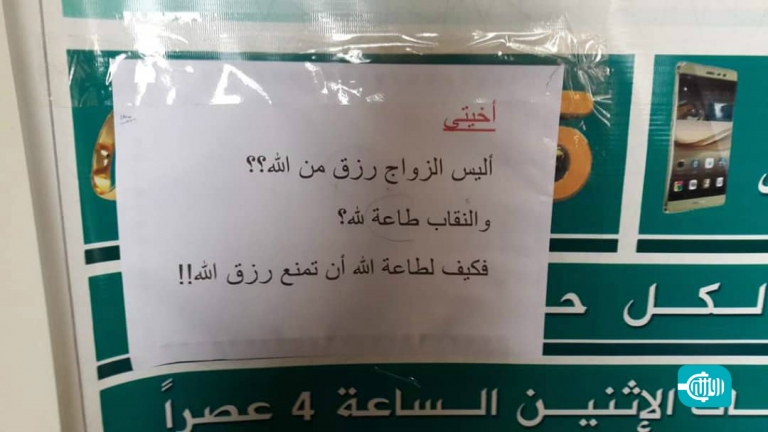 أخيتي
أليس الزواج رزق من الله؟؟
والنقاب طاعة لله؟
فكيف لطاعة الله أن تمنع رزق الله!!
لكل
الإثنين الساعة 4 عصراً